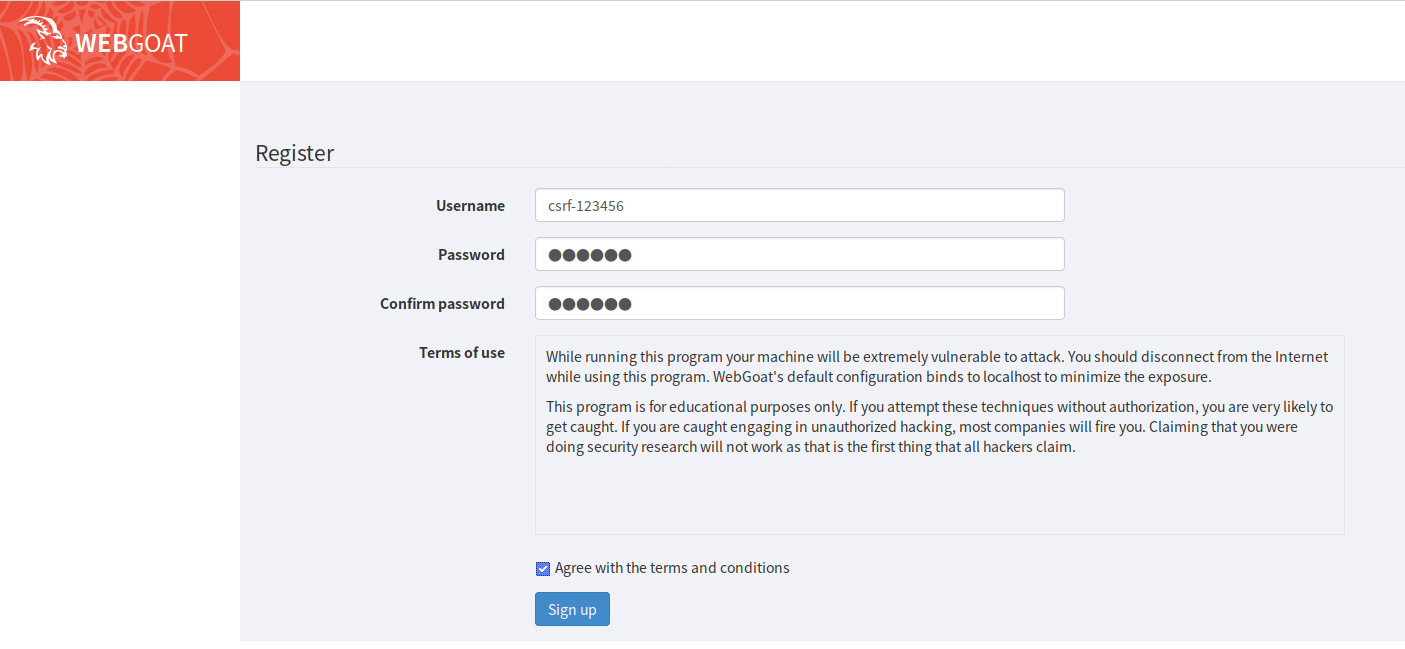 WEBGOAT
Register
Username
csrf-123456
Password
●●●●●●
Confirm password
●●●●●●
Terms of use
While running this program your machine will be extremely vulnerable to attack. You should disconnect from the Internet
while using this program. WebGoat's default configuration binds to localhost to minimize the exposure.
This program is for educational purposes only. If you attempt these techniques without authorization, you are very likely to
get caught. If you are caught engaging in unauthorized hacking, most companies will fire you. Claiming that you were
doing security research will not work as that is the first thing that all hackers claim.
Agree with the terms and conditions
Sign up